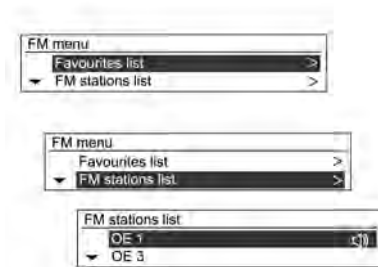 FM menu
Favourites list >
FM stations list >
FM menu
Favourites list >
FM stations list >
FM stations list
OE 1
OE 3